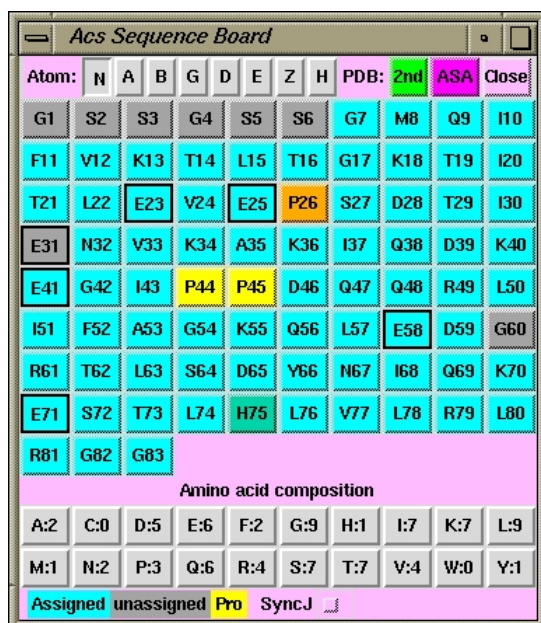 Acs Sequence Board
Atom: N A B G D E Z H PDB: 2nd ASA Close
G1 S2 S3 G4 S5 S6 G7 M8 Q9 I10
F11 V12 K13 T14 L15 T16 G17 K18 T19 I20
T21 L22 E23 V24 E25 P26 S27 D28 T29 I30
E31 N32 V33 K34 A35 K36 I37 Q38 D39 K40
E41 G42 I43 P44 P45 D46 Q47 Q48 R49 L50
I51 F52 A53 G54 K55 Q56 L57 E58 D59 G60
R61 T62 L63 S64 D65 Y66 N67 I68 Q69 K70
E71 S72 T73 L74 H75 L76 V77 L78 R79 L80
R81 G82 G83
Amino acid composition
A:2 C:0 D:5 E:6 F:2 G:9 H:1 I:7 K:7 L:9
M:1 N:2 P:3 Q:6 R:4 S:7 T:7 V:4 W:0 Y:1
Assigned unassigned Pro SyncJ